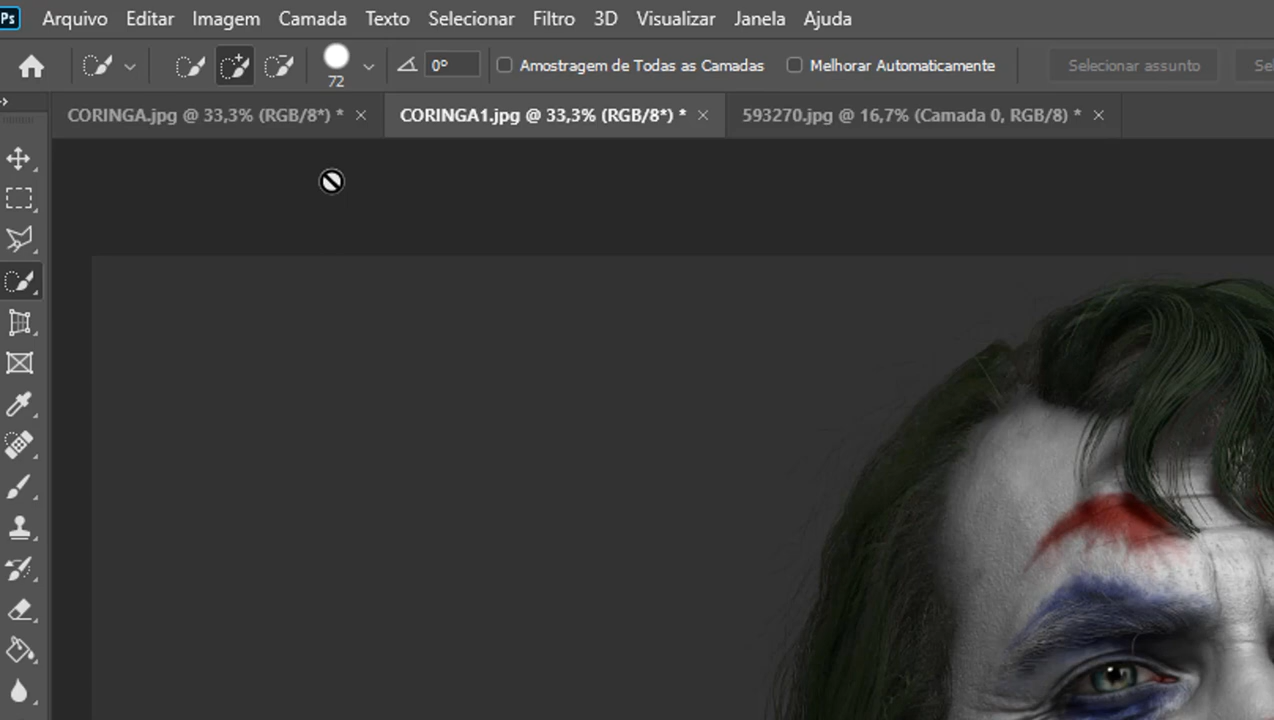 Ps Arquivo Editar Imagem Camada Texto Selecionar Filtro 3D Visualizar Janela Ajuda
72 0° Amostragem de Todas as Camadas Melhorar Automaticamente Selecionar assunto
CORINGA.jpg @ 33,3% (RGB/8*) * CORINGA1.jpg @ 33,3% (RGB/8*) * 593270.jpg @ 16,7% (Camada 0, RGB/8) *